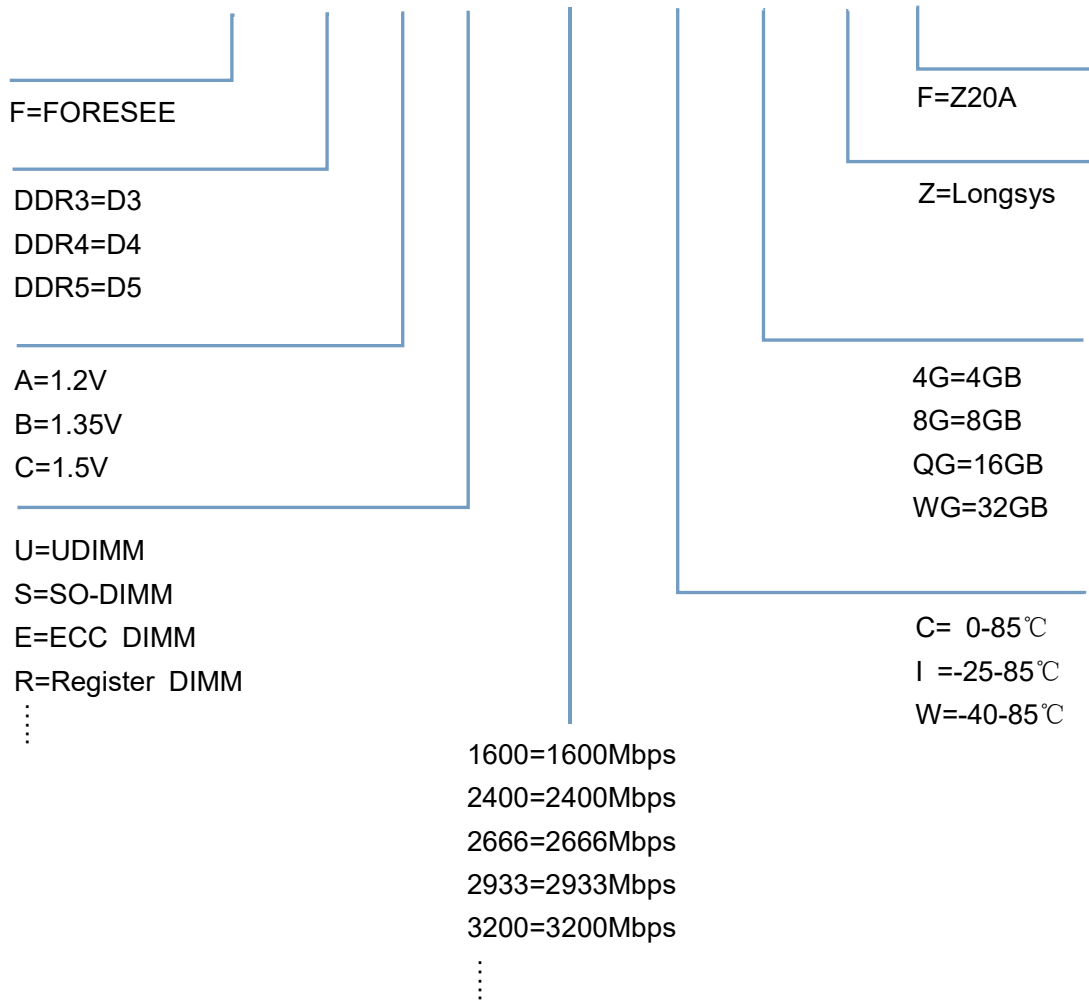 F=FORESEE
DDR3=D3
DDR4=D4
DDR5=D5
A=1.2V
B=1.35V
C=1.5V
U=UDIMM
S=SO-DIMM
E=ECC DIMM
R=Register DIMM
1600=1600Mbps
2400=2400Mbps
2666=2666Mbps
2933=2933Mbps
3200=3200Mbps
F=Z20A
Z=Longsys
4G=4GB
8G=8GB
QG=16GB
WG=32GB
C= 0-85℃
I =-25-85℃
W=-40-85℃